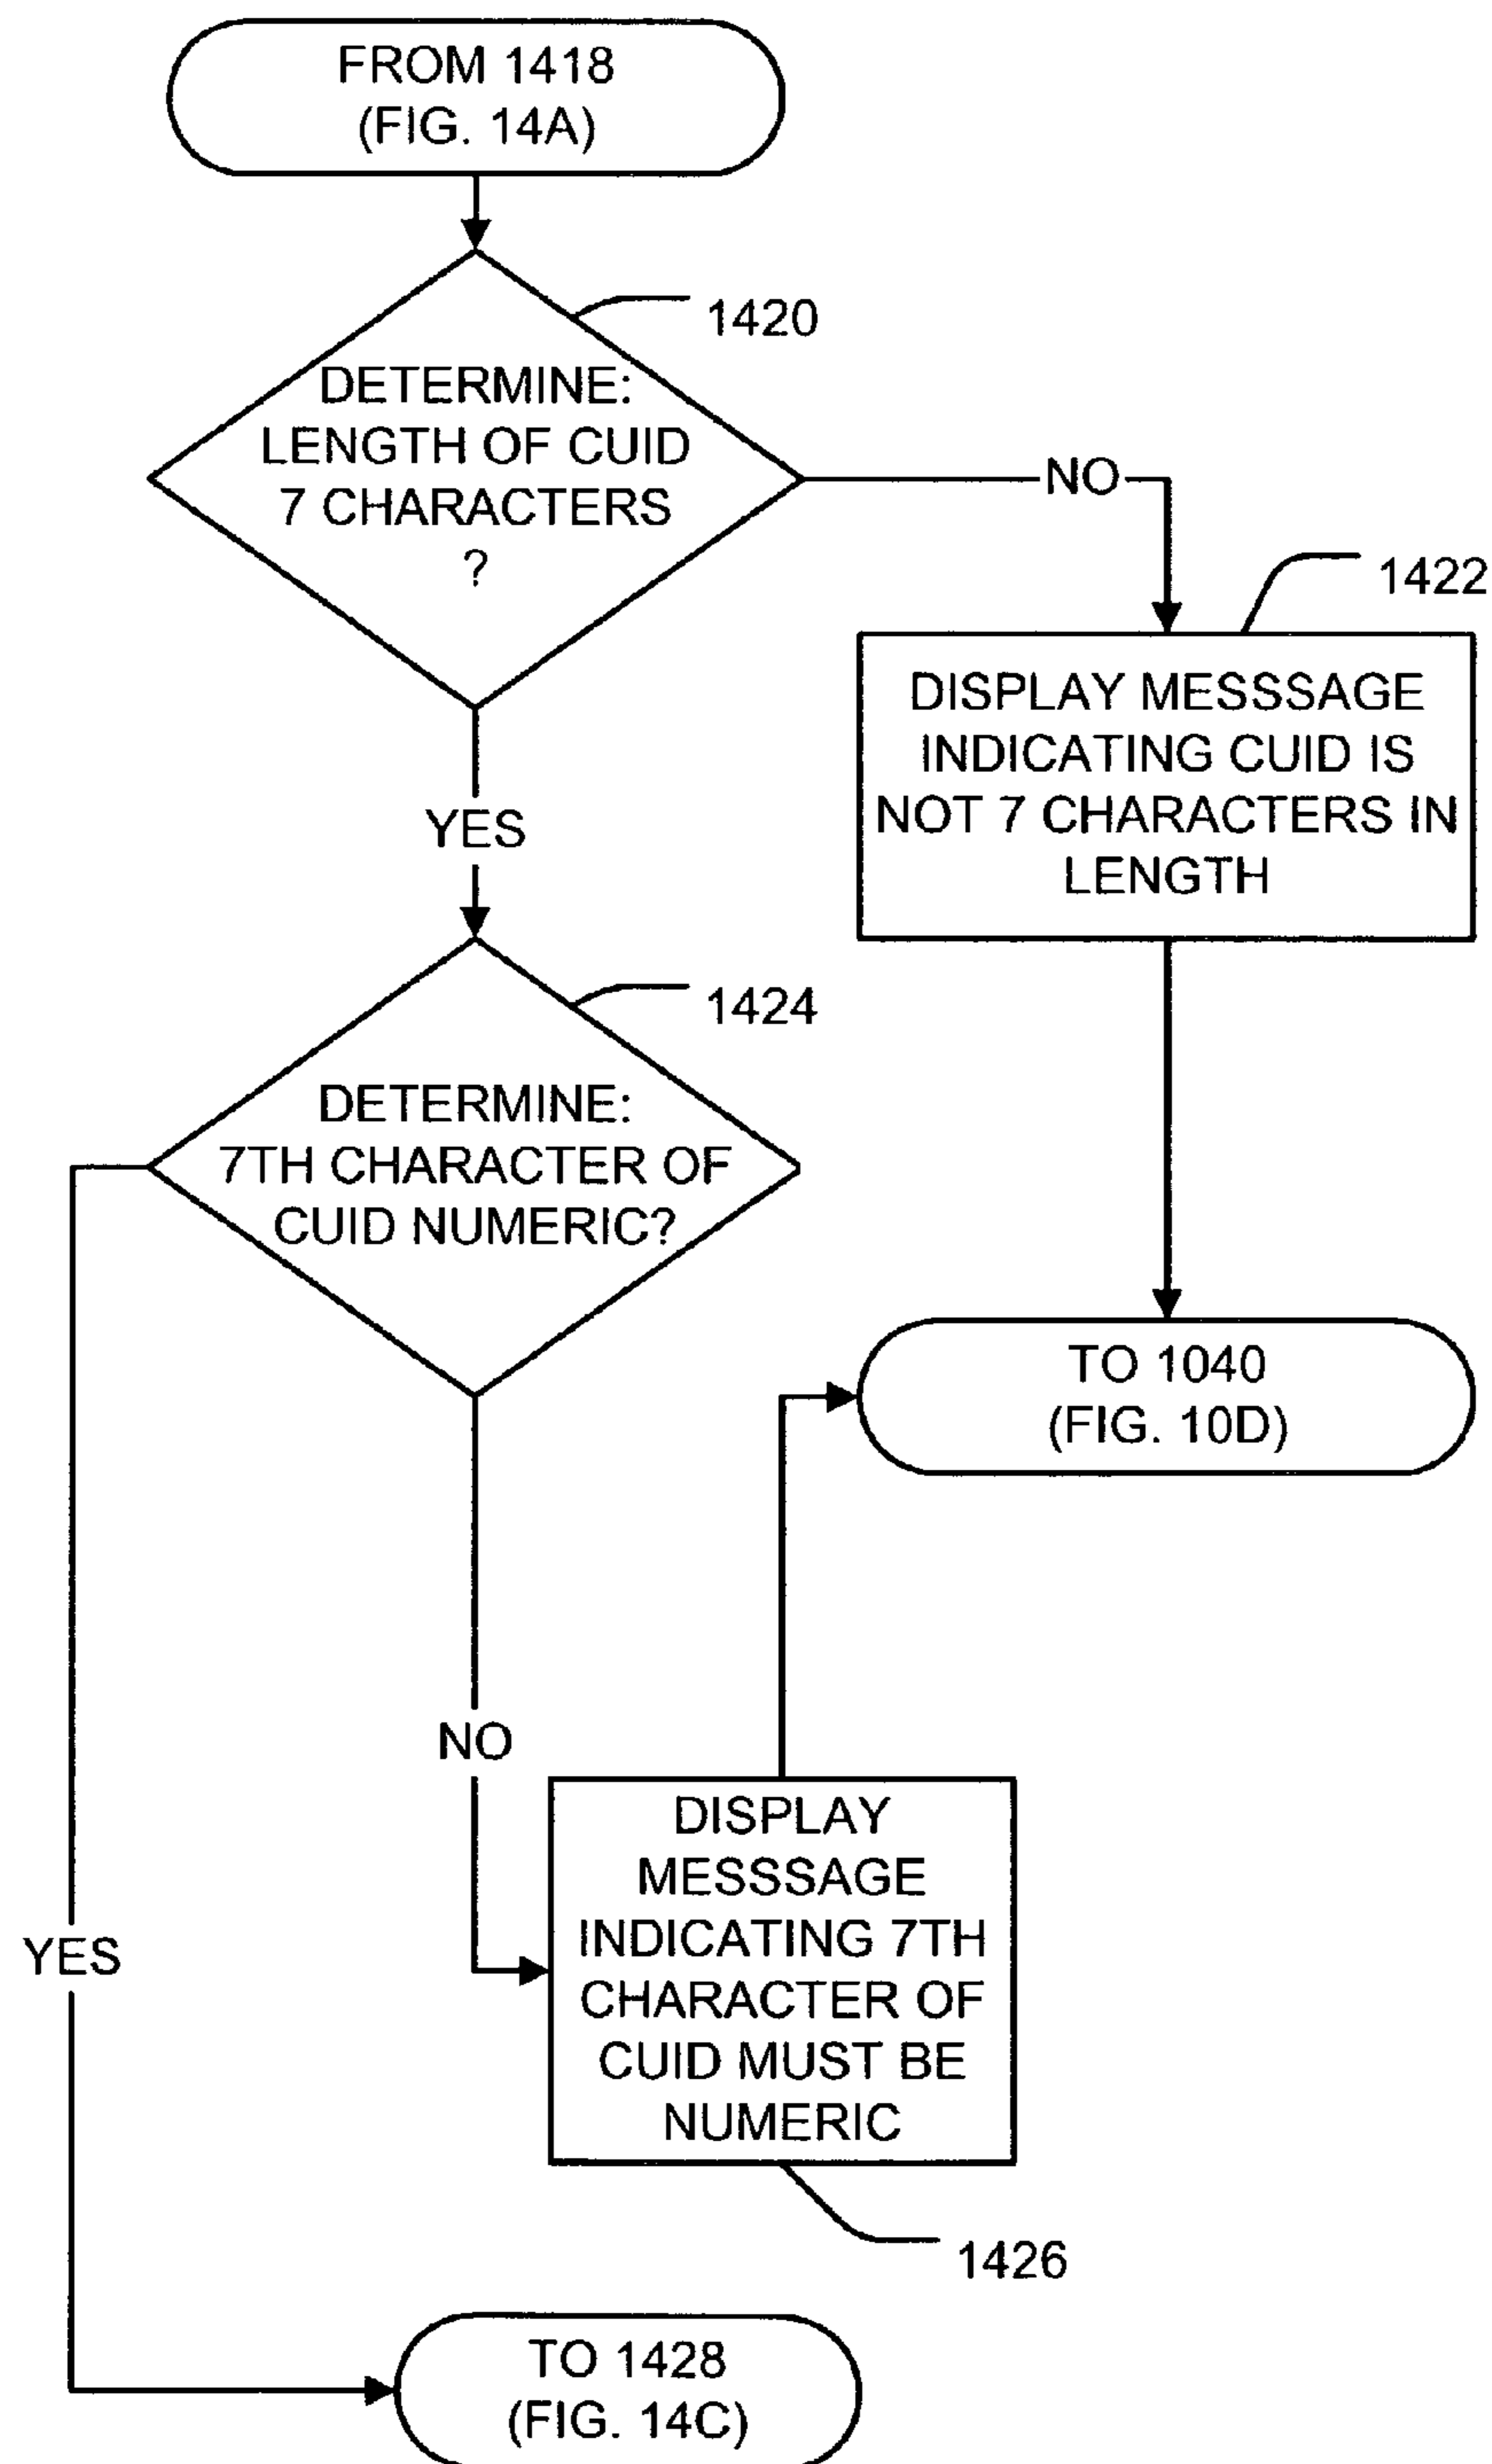 FROM 1418
(FIG. 14A)
1420
DETERMINE:
LENGTH OF CUID
7 CHARACTERS
?
NO
1422
DISPLAY MESSSAGE
INDICATING CUID IS
NOT 7 CHARACTERS IN
LENGTH
YES
1424
DETERMINE:
7TH CHARACTER OF
CUID NUMERIC?
TO 1040
(FIG. 10D)
NO
DISPLAY
MESSSAGE
INDICATING 7TH
CHARACTER OF
CUID MUST BE
NUMERIC
YES
1426
TO 1428
(FIG. 14C)